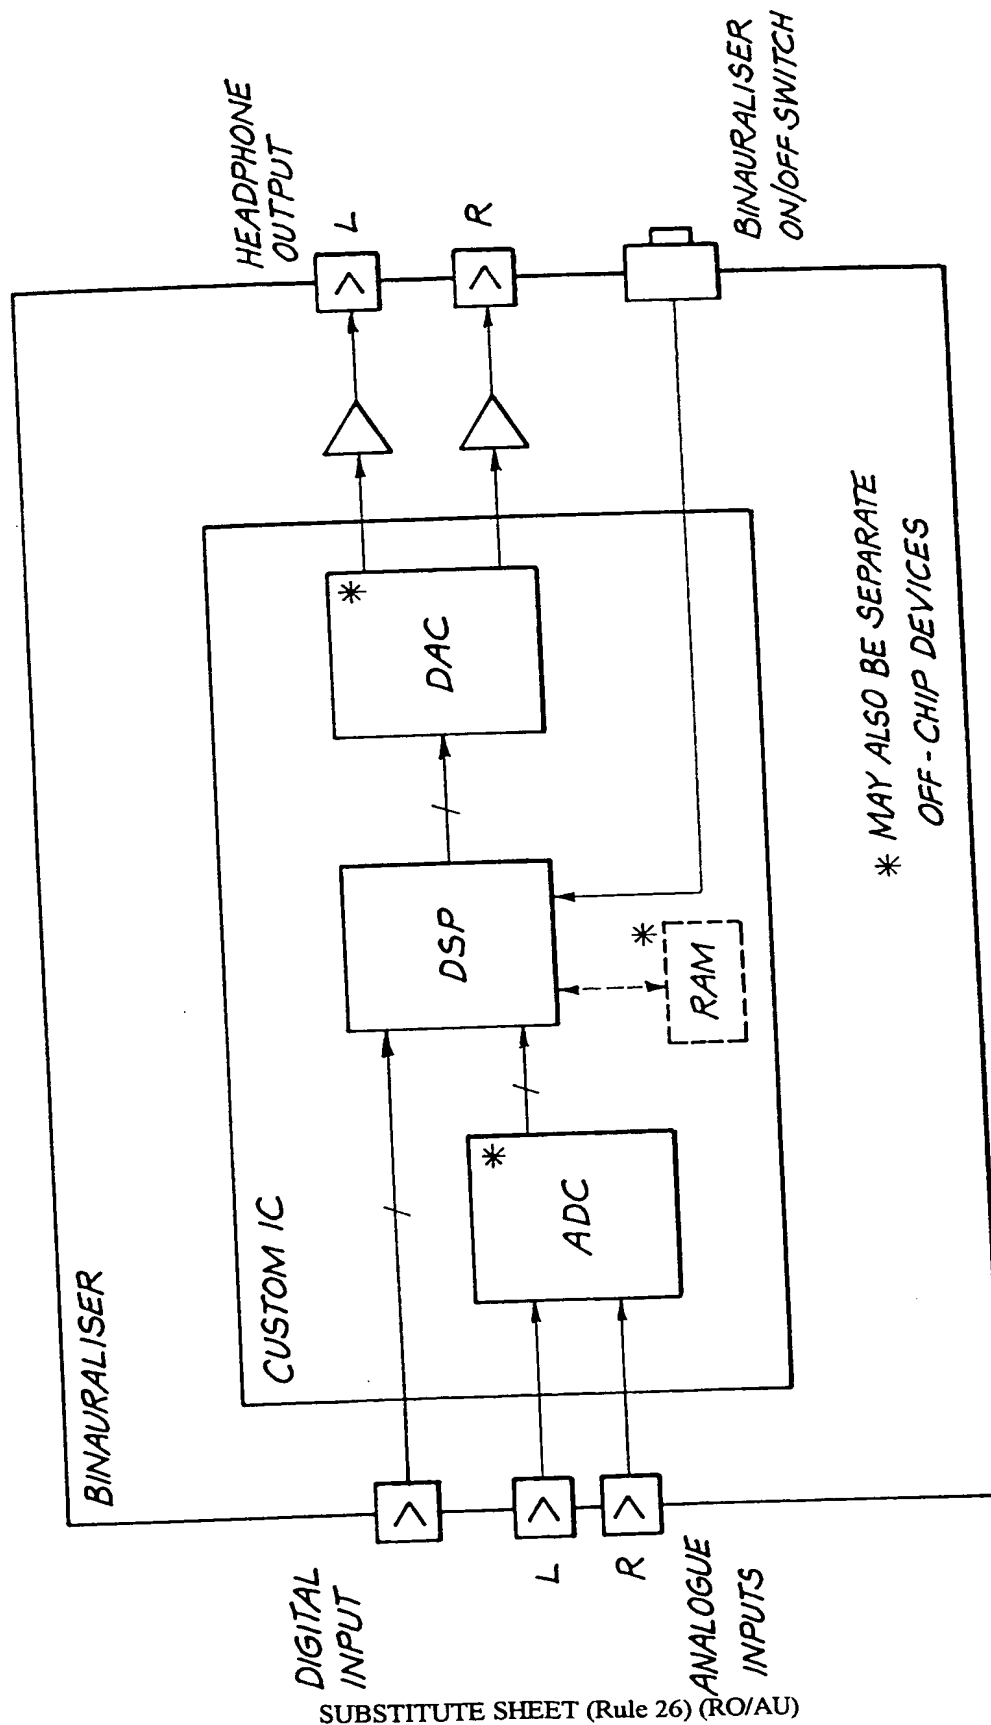 BINAURALISER
CUSTOM IC
DIGITAL
INPUT
L
R
ANALOGUE
INPUTS
ADC
*
DSP
RAM
*
DAC
*
HEADPHONE
OUTPUT
L
R
BINAURALISER
ON/OFF SWITCH
* MAY ALSO BE SEPARATE
OFF-CHIP DEVICES
SUBSTITUTE SHEET (Rule 26) (RO/AU)